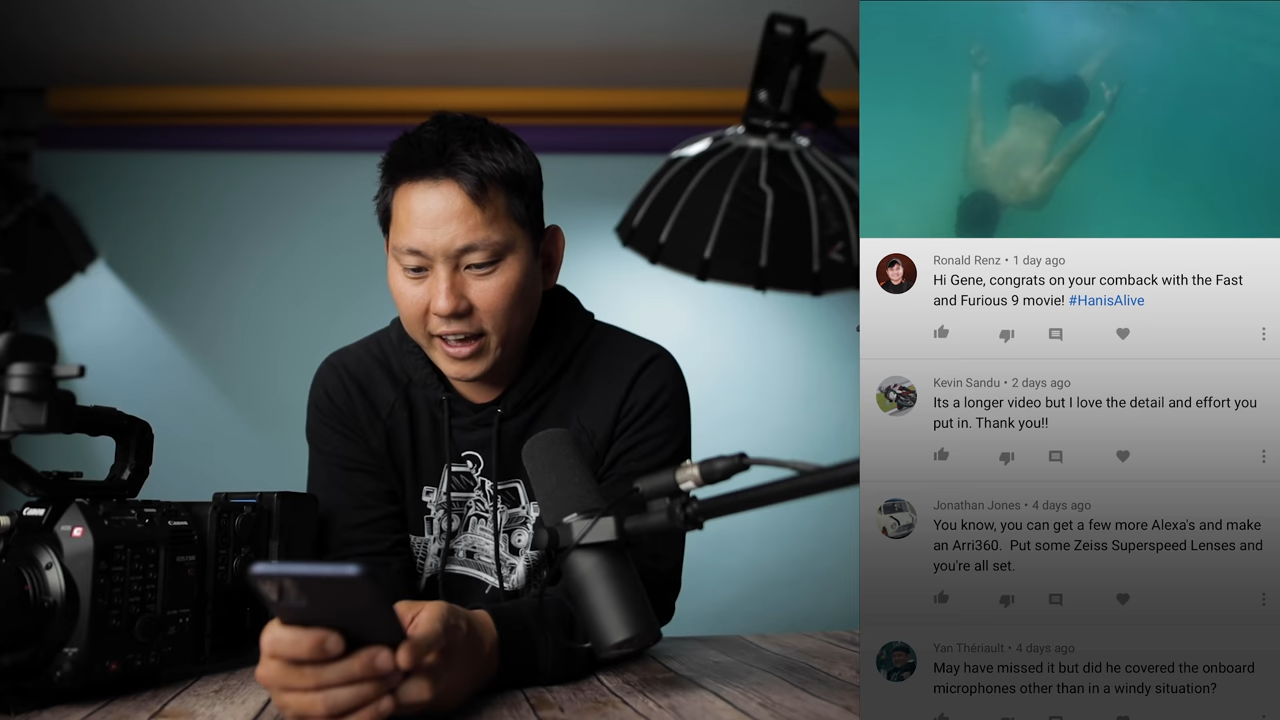 Canon
Canon
Ronald Renz • 1 day ago
Hi Gene, congrats on your comback with the Fast
and Furious 9 movie! #HanisAlive
Kevin Sandu • 2 days ago
Its a longer video but I love the detail and effort you
put in. Thank you!!
Jonathan Jones • 4 days ago
You know, you can get a few more Alexa's and make
an Arri360. Put some Zeiss Superspeed Lenses and
you're all set.
Yan Thériault • 4 days ago
May have missed it but did he covered the onboard
microphones other than in a windy situation?